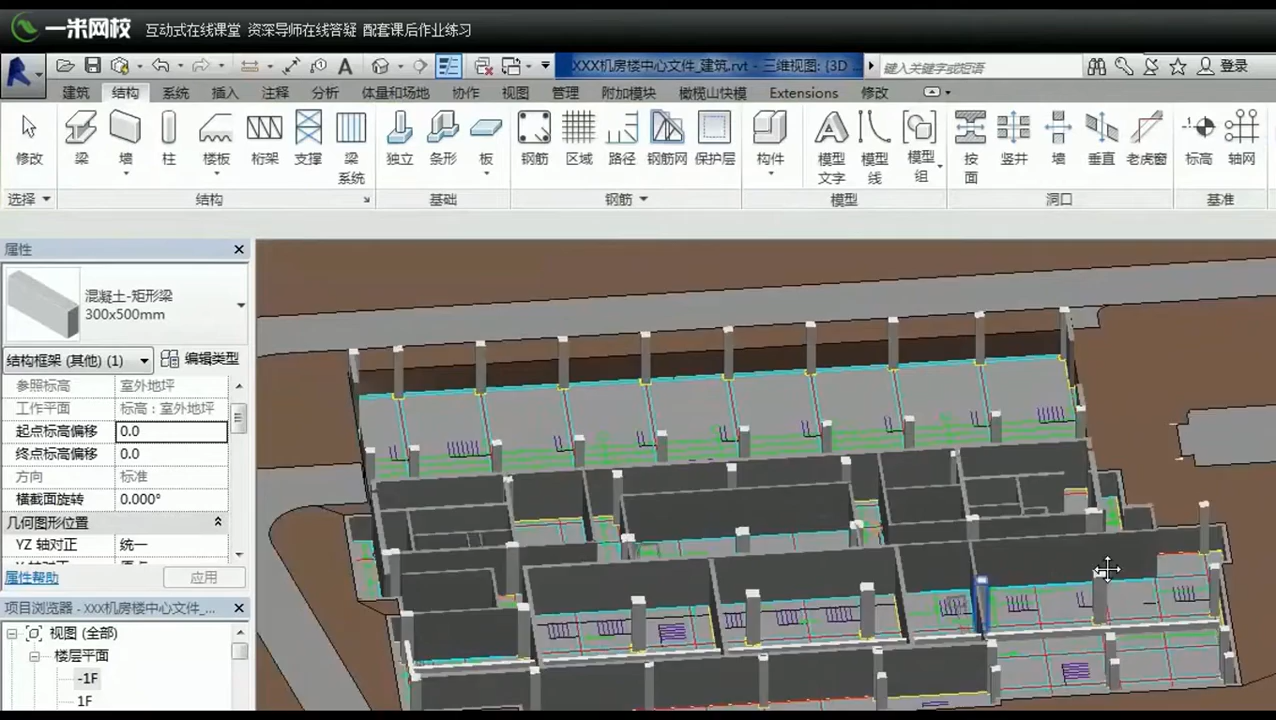 一米网校 互动式在线课堂 资深导师在线答疑 配套课后作业练习
XXX机房楼中心文件_建筑.rvt - 三维视图: {3D 键入关键字或短语 登录
建筑 结构 系统 插入 注释 分析 体量和场地 协作 视图 管理 附加模块 橄榄山快模 Extensions 修改
修改 梁 墙 柱 楼板 桁架 支撑 梁 系统 独立 条形 板 钢筋 区域 路径 钢筋网 保护层 构件 模型 文字 模型 线 模型 组 按 面 竖井 墙 垂直 老虎窗 标高 轴网
选择 结构 基础 钢筋 模型 洞口 基准
属性
混凝土-矩形梁
300x500mm
结构框架 (其他) (1) 编辑类型
参照标高 室外地坪
工作平面 标高 : 室外地坪
起点标高偏移 0.0
终点标高偏移 0.0
方向 标准
横截面旋转 0.000°
几何图形位置
YZ 轴对正 统一
属性帮助 应用
项目浏览器 - XXX机房楼中心文件_...
视图 (全部)
楼层平面
-1F
1F